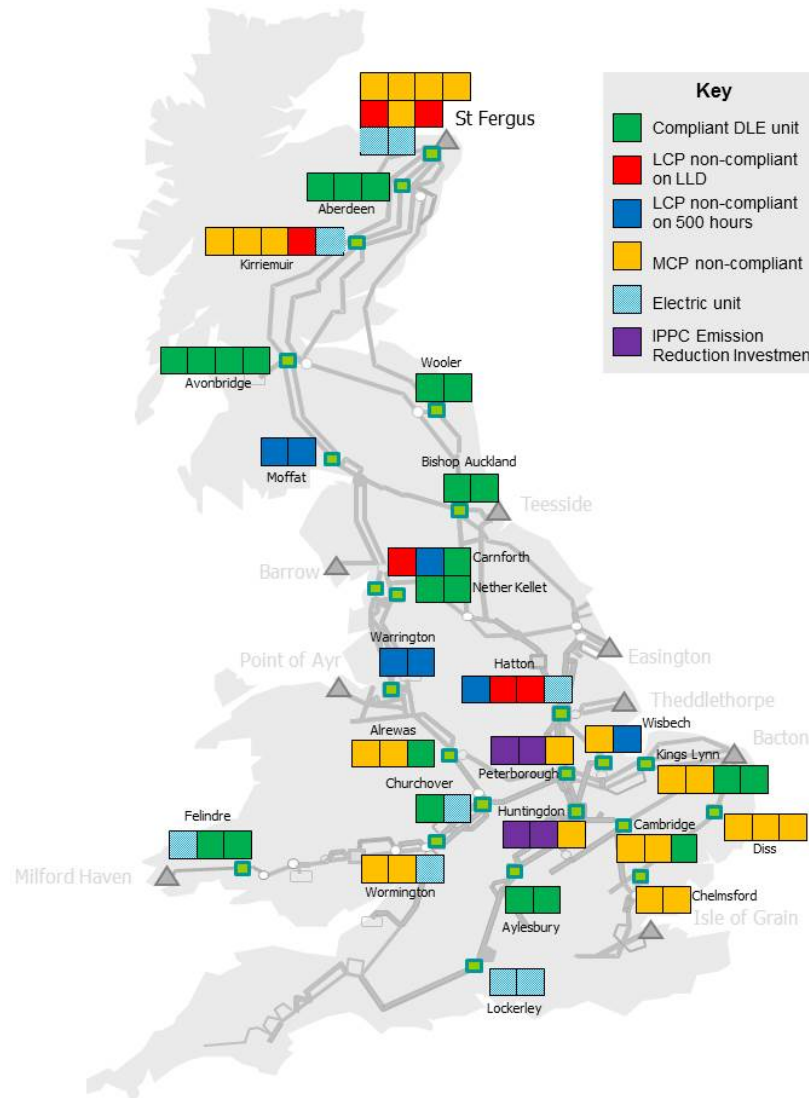 Key
Compliant DLE unit
LCP non-compliant
on LLD
LCP non-compliant
on 500 hours
MCP non-compliant
Electric unit
IPPC Emission
Reduction Investmen
St Fergus
Aberdeen
Kirriemuir
Avonbridge
Wooler
Moffat
Bishop Auckland
Teesside
Carnforth
Barrow
Nether Kellet
Warrington
Easington
Point of Ayr
Hatton
Theddlethorpe
Wisbech
Alrewas
Bacton
Kings Lynn
Peterborough
Churchover
Huntingdon
Felindre
Cambridge
Diss
Milford Haven
Wormington
Chelmsford
Isle of Grain
Aylesbury
Lockerley